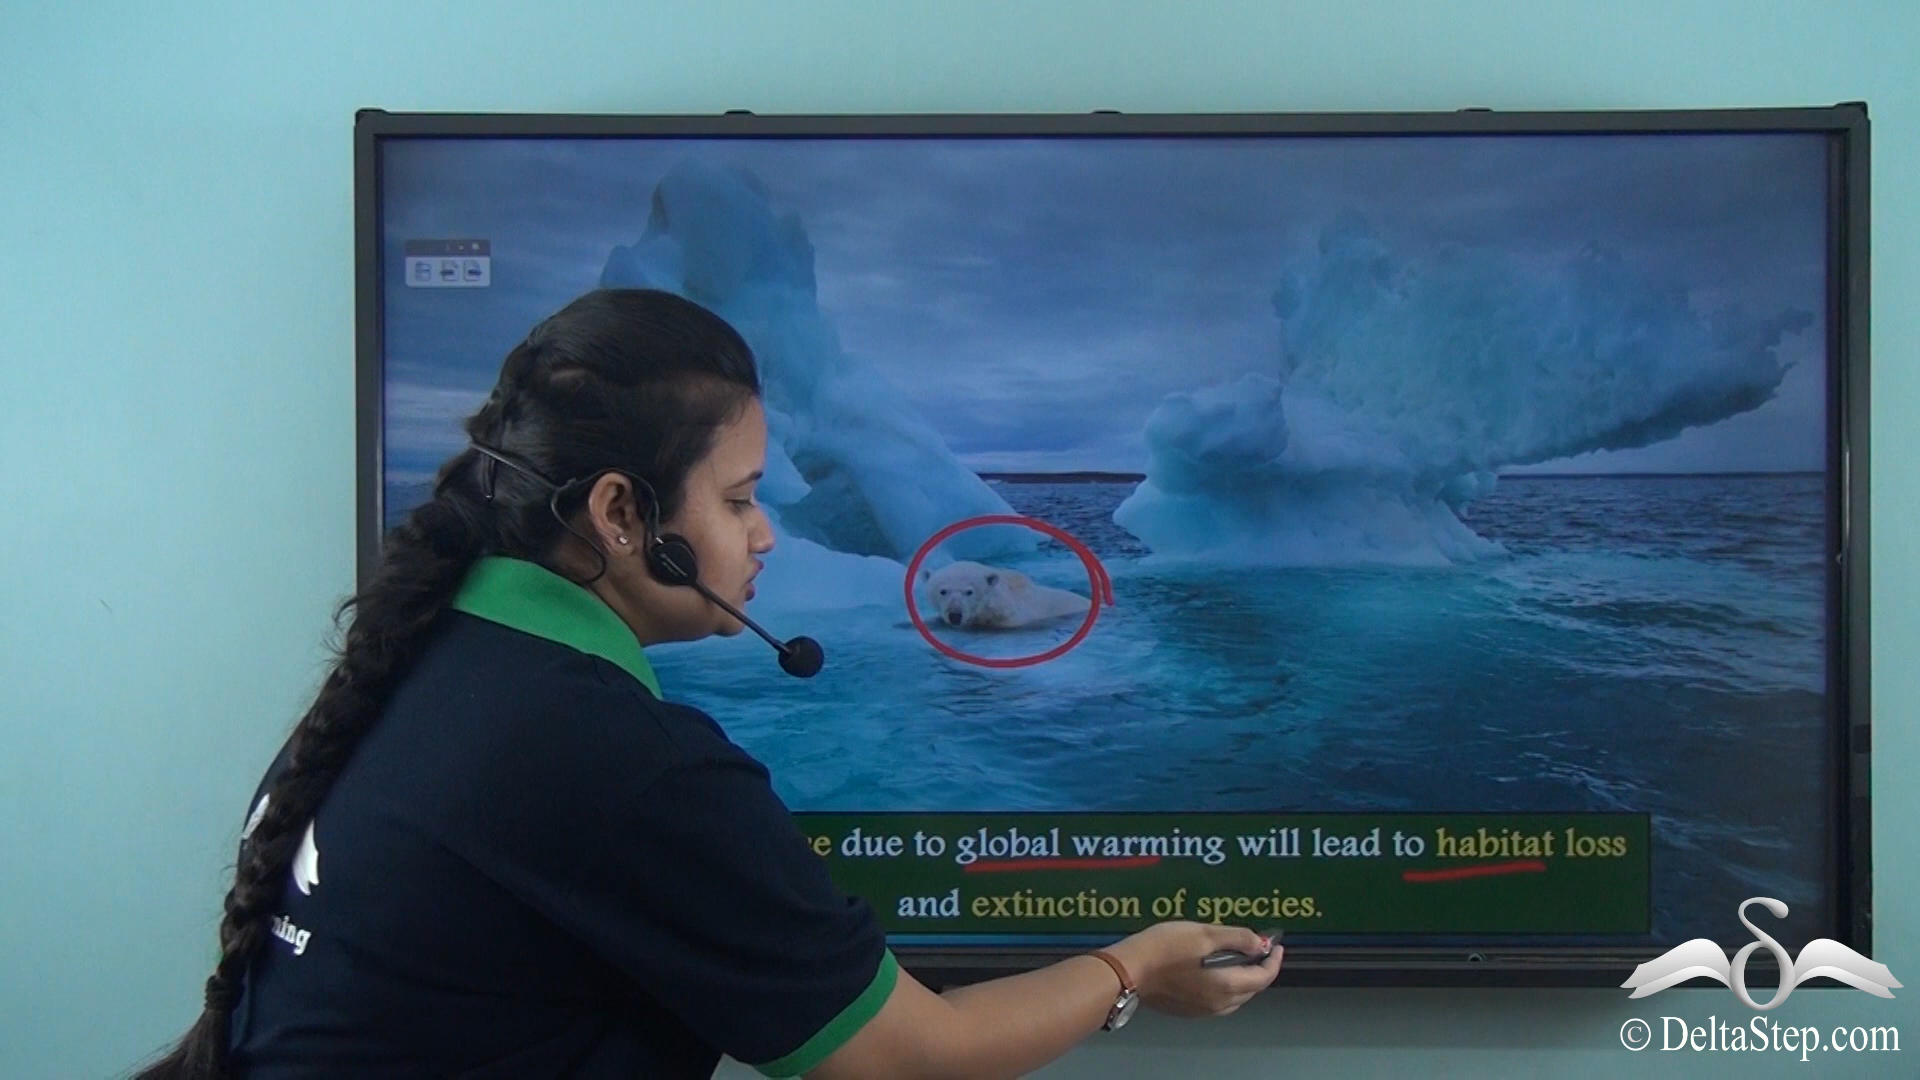 due to global warming will lead to habitat loss
and extinction of species.
© DeltaStep.com